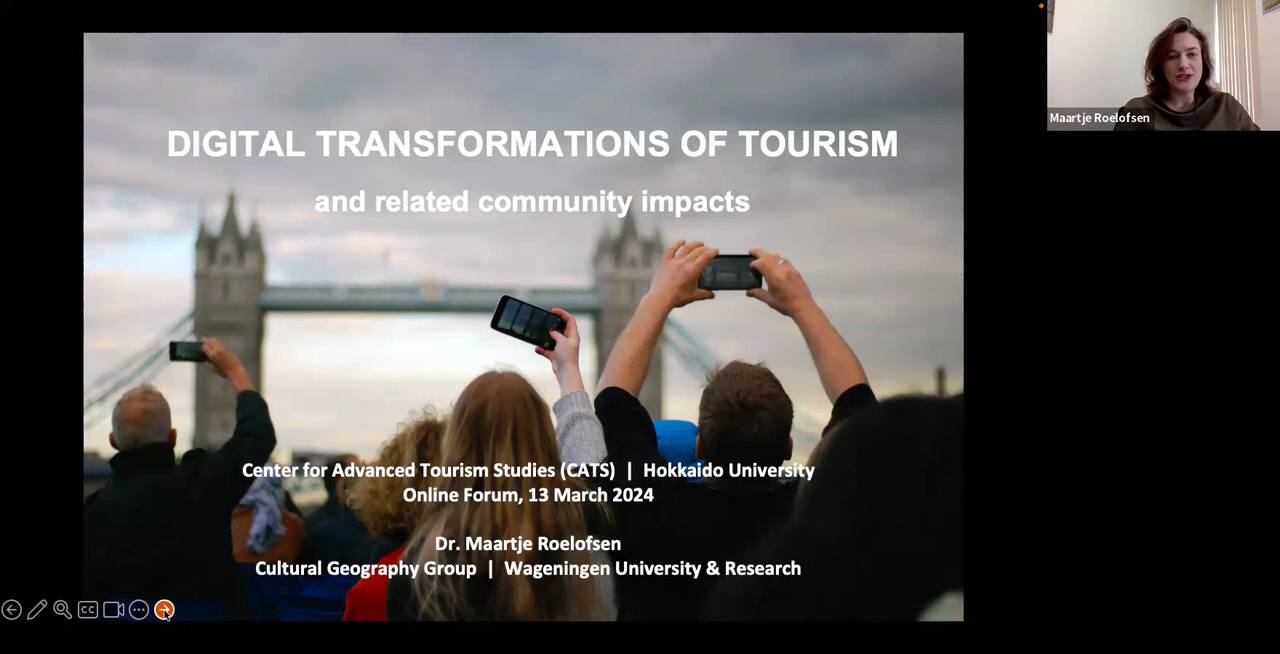 DIGITAL TRANSFORMATIONS OF TOURISM
and related community impacts
Center for Advanced Tourism Studies (CATS) | Hokkaido University
Online Forum, 13 March 2024
Dr. Maartje Roelofsen
Cultural Geography Group | Wageningen University & Research
Maartje Roelofsen
CC